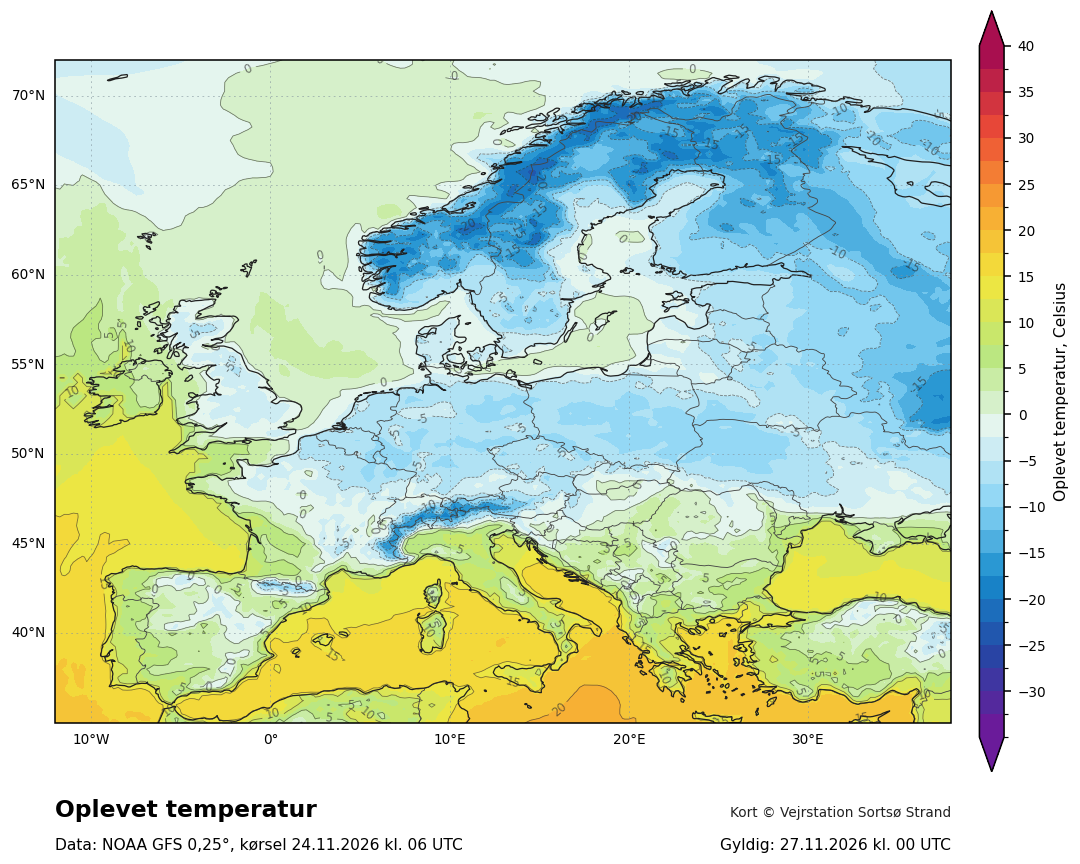 70°N
65°N
60°N
55°N
50°N
45°N
40°N
10°W 0° 10°E 20°E 30°E
40
35
30
25
20
15
10
5
0
−5
−10
−15
−20
−25
−30
Oplevet temperatur, Celsius
Oplevet temperatur
Kort © Vejrstation Sortsø Strand
Data: NOAA GFS 0,25°, kørsel 24.11.2026 kl. 06 UTC
Gyldig: 27.11.2026 kl. 00 UTC